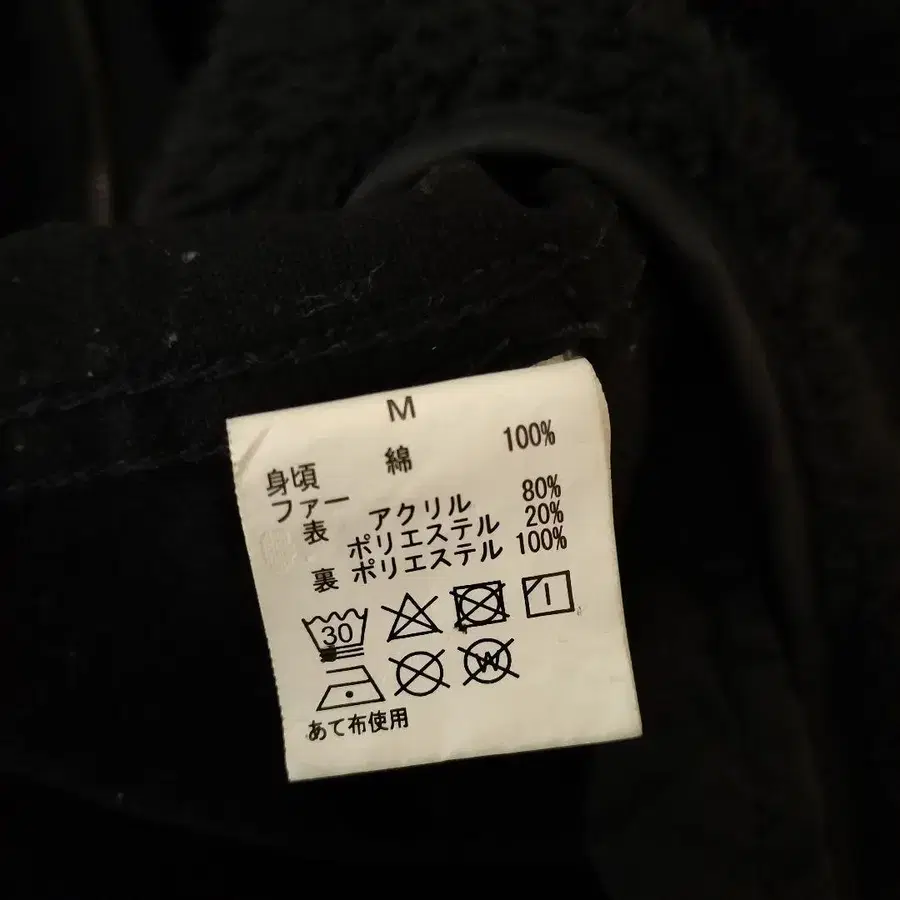 M
身頃 綿 100%
ファー
表 アクリル 80%
ポリエステル 20%
裏 ポリエステル 100%
30
W
あて布使用